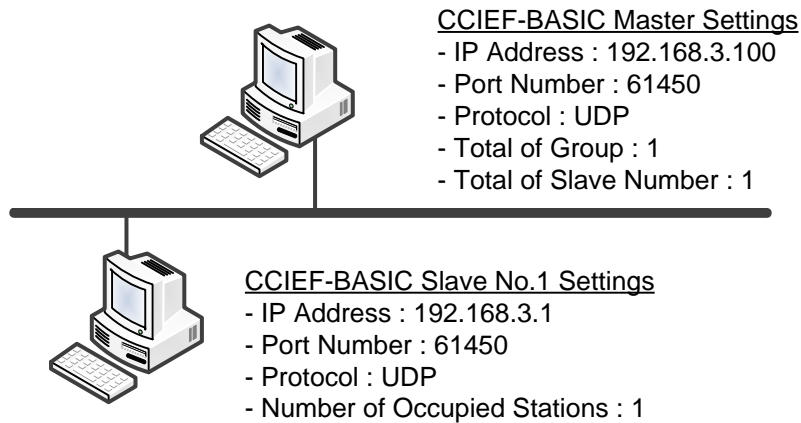 CCIEF-BASIC Master Settings
- IP Address : 192.168.3.100
- Port Number : 61450
- Protocol : UDP
- Total of Group : 1
- Total of Slave Number : 1
CCIEF-BASIC Slave No.1 Settings
- IP Address : 192.168.3.1
- Port Number : 61450
- Protocol : UDP
- Number of Occupied Stations : 1